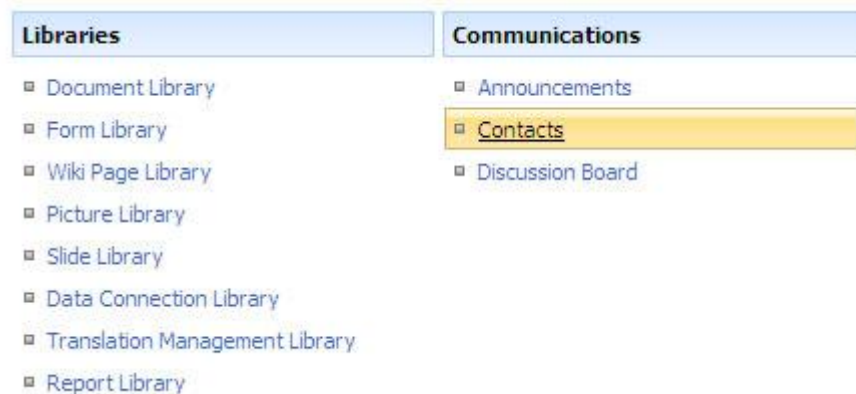 Libraries
Document Library
Form Library
Wiki Page Library
Picture Library
Slide Library
Data Connection Library
Translation Management Library
Report Library
Communications
Announcements
Contacts
Discussion Board